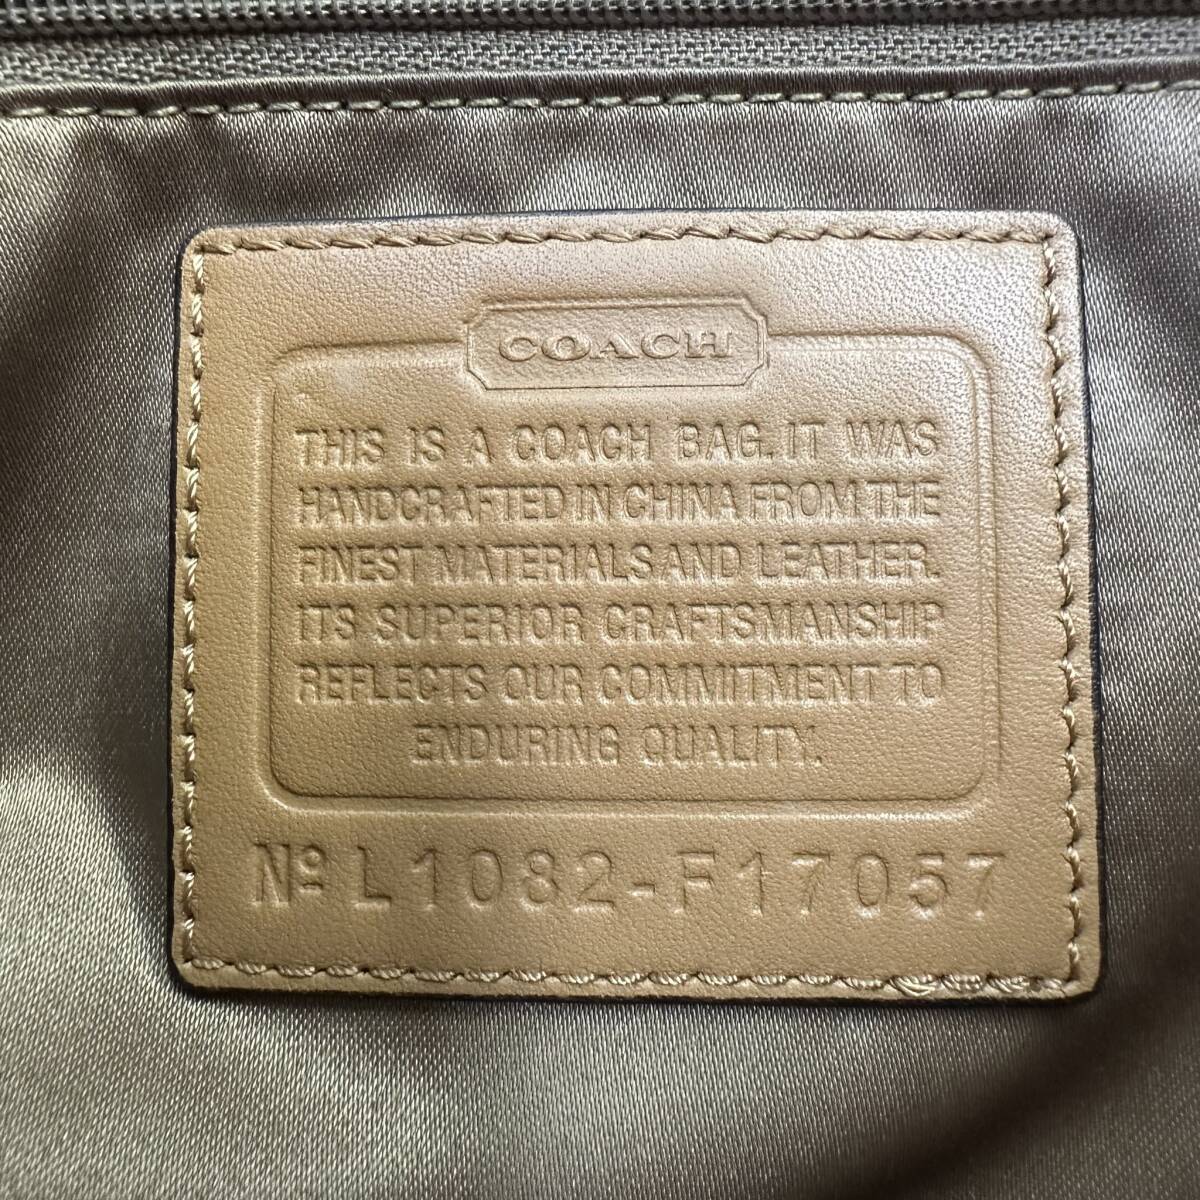 COACH
THIS IS A COACH BAG. IT WAS
HANDCRAFTED IN CHINA FROM THE
FINEST MATERIALS AND LEATHER.
ITS SUPERIOR CRAFTSMANSHIP
REFLECTS OUR COMMITMENT TO
ENDURING QUALITY.
Nº L1082-F17057